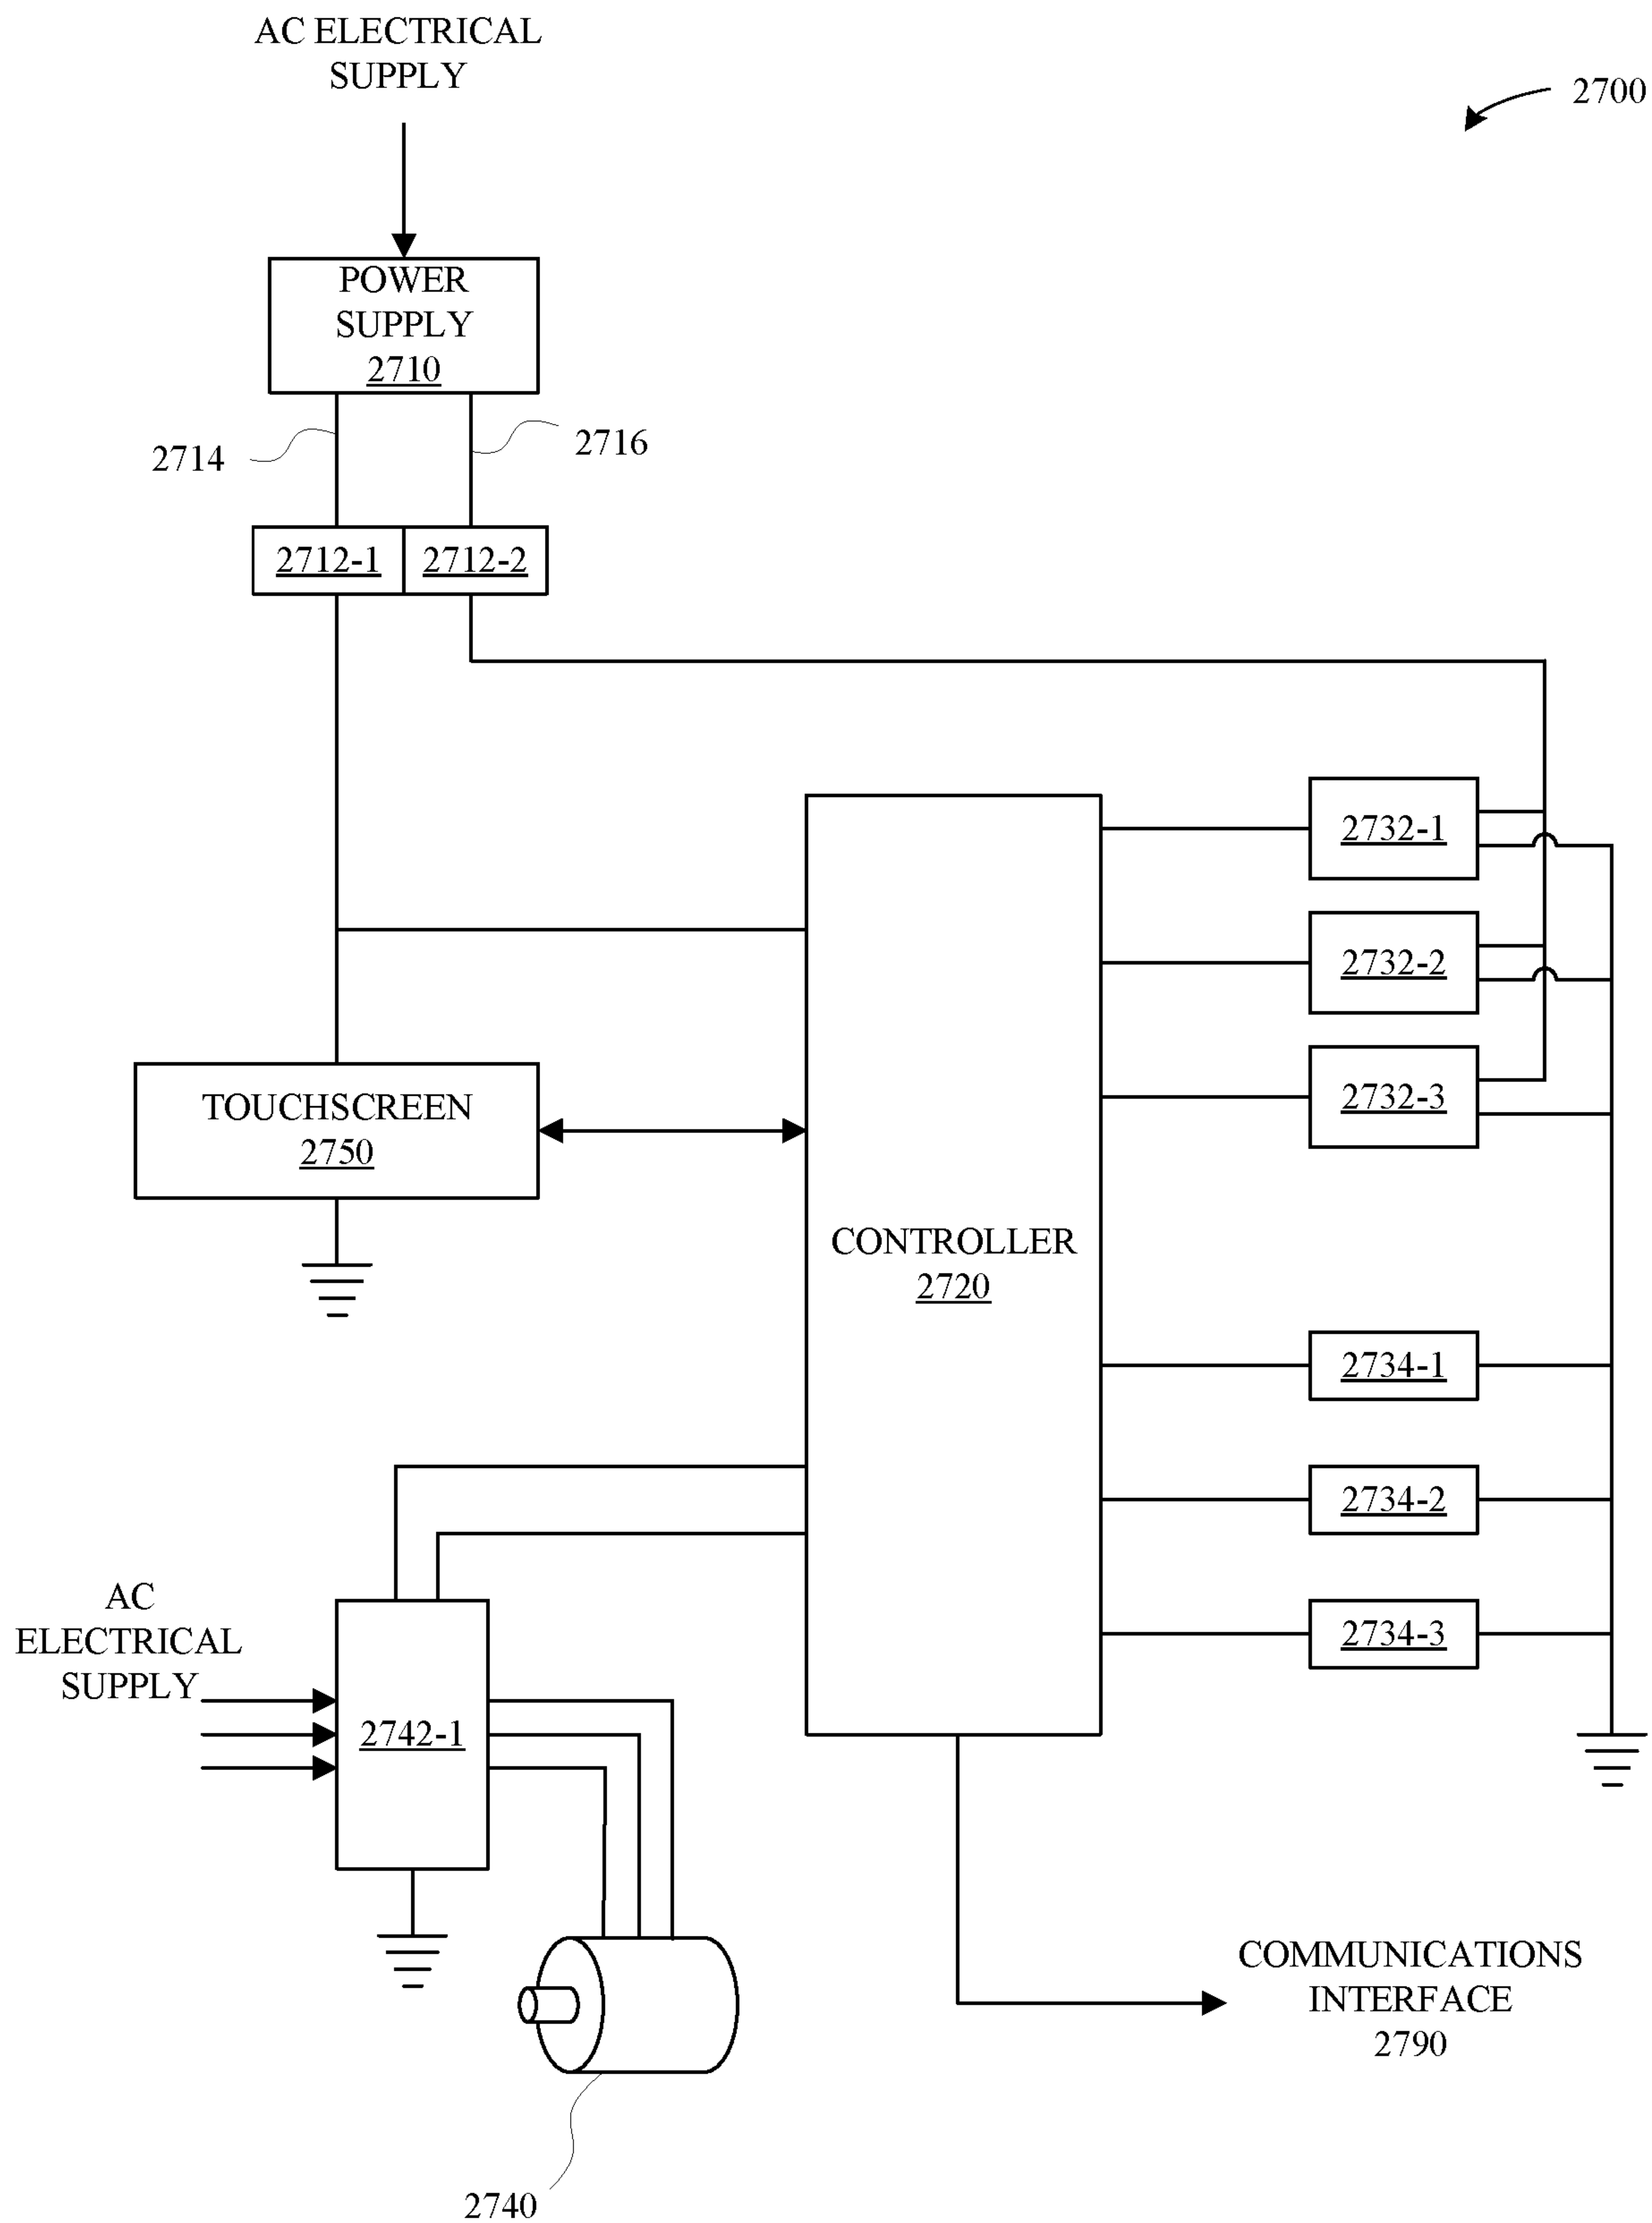 AC ELECTRICAL
SUPPLY
2700
POWER
SUPPLY
2710
2714
2716
2712-1
2712-2
2732-1
2732-2
2732-3
TOUCHSCREEN
2750
CONTROLLER
2720
2734-1
2734-2
2734-3
AC
ELECTRICAL
SUPPLY
2742-1
COMMUNICATIONS
INTERFACE
2790
2740